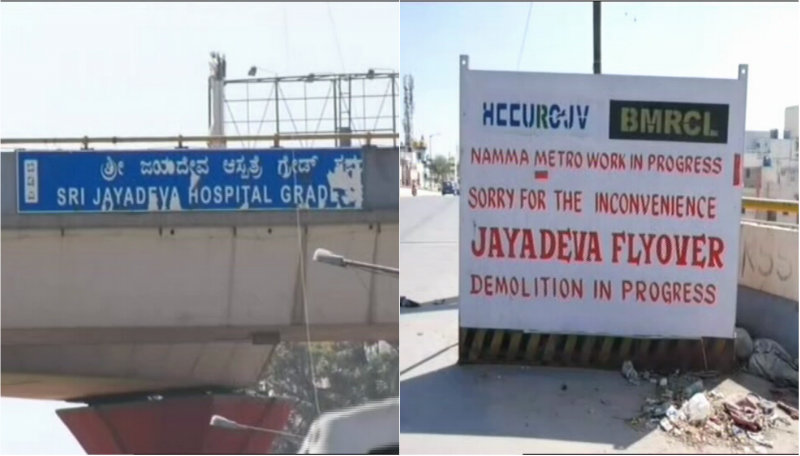 ಶ್ರೀ ಜಯದೇವ ಆಸ್ಪತ್ರೆ ಗ್ರೇಡ್
SRI JAYADEVA HOSPITAL
HCCUROJV BMRCL
NAMMA METRO WORK IN PROGRESS
SORRY FOR THE INCONVENIENCE
JAYADEVA FLYOVER
DEMOLITION IN PROGRESS